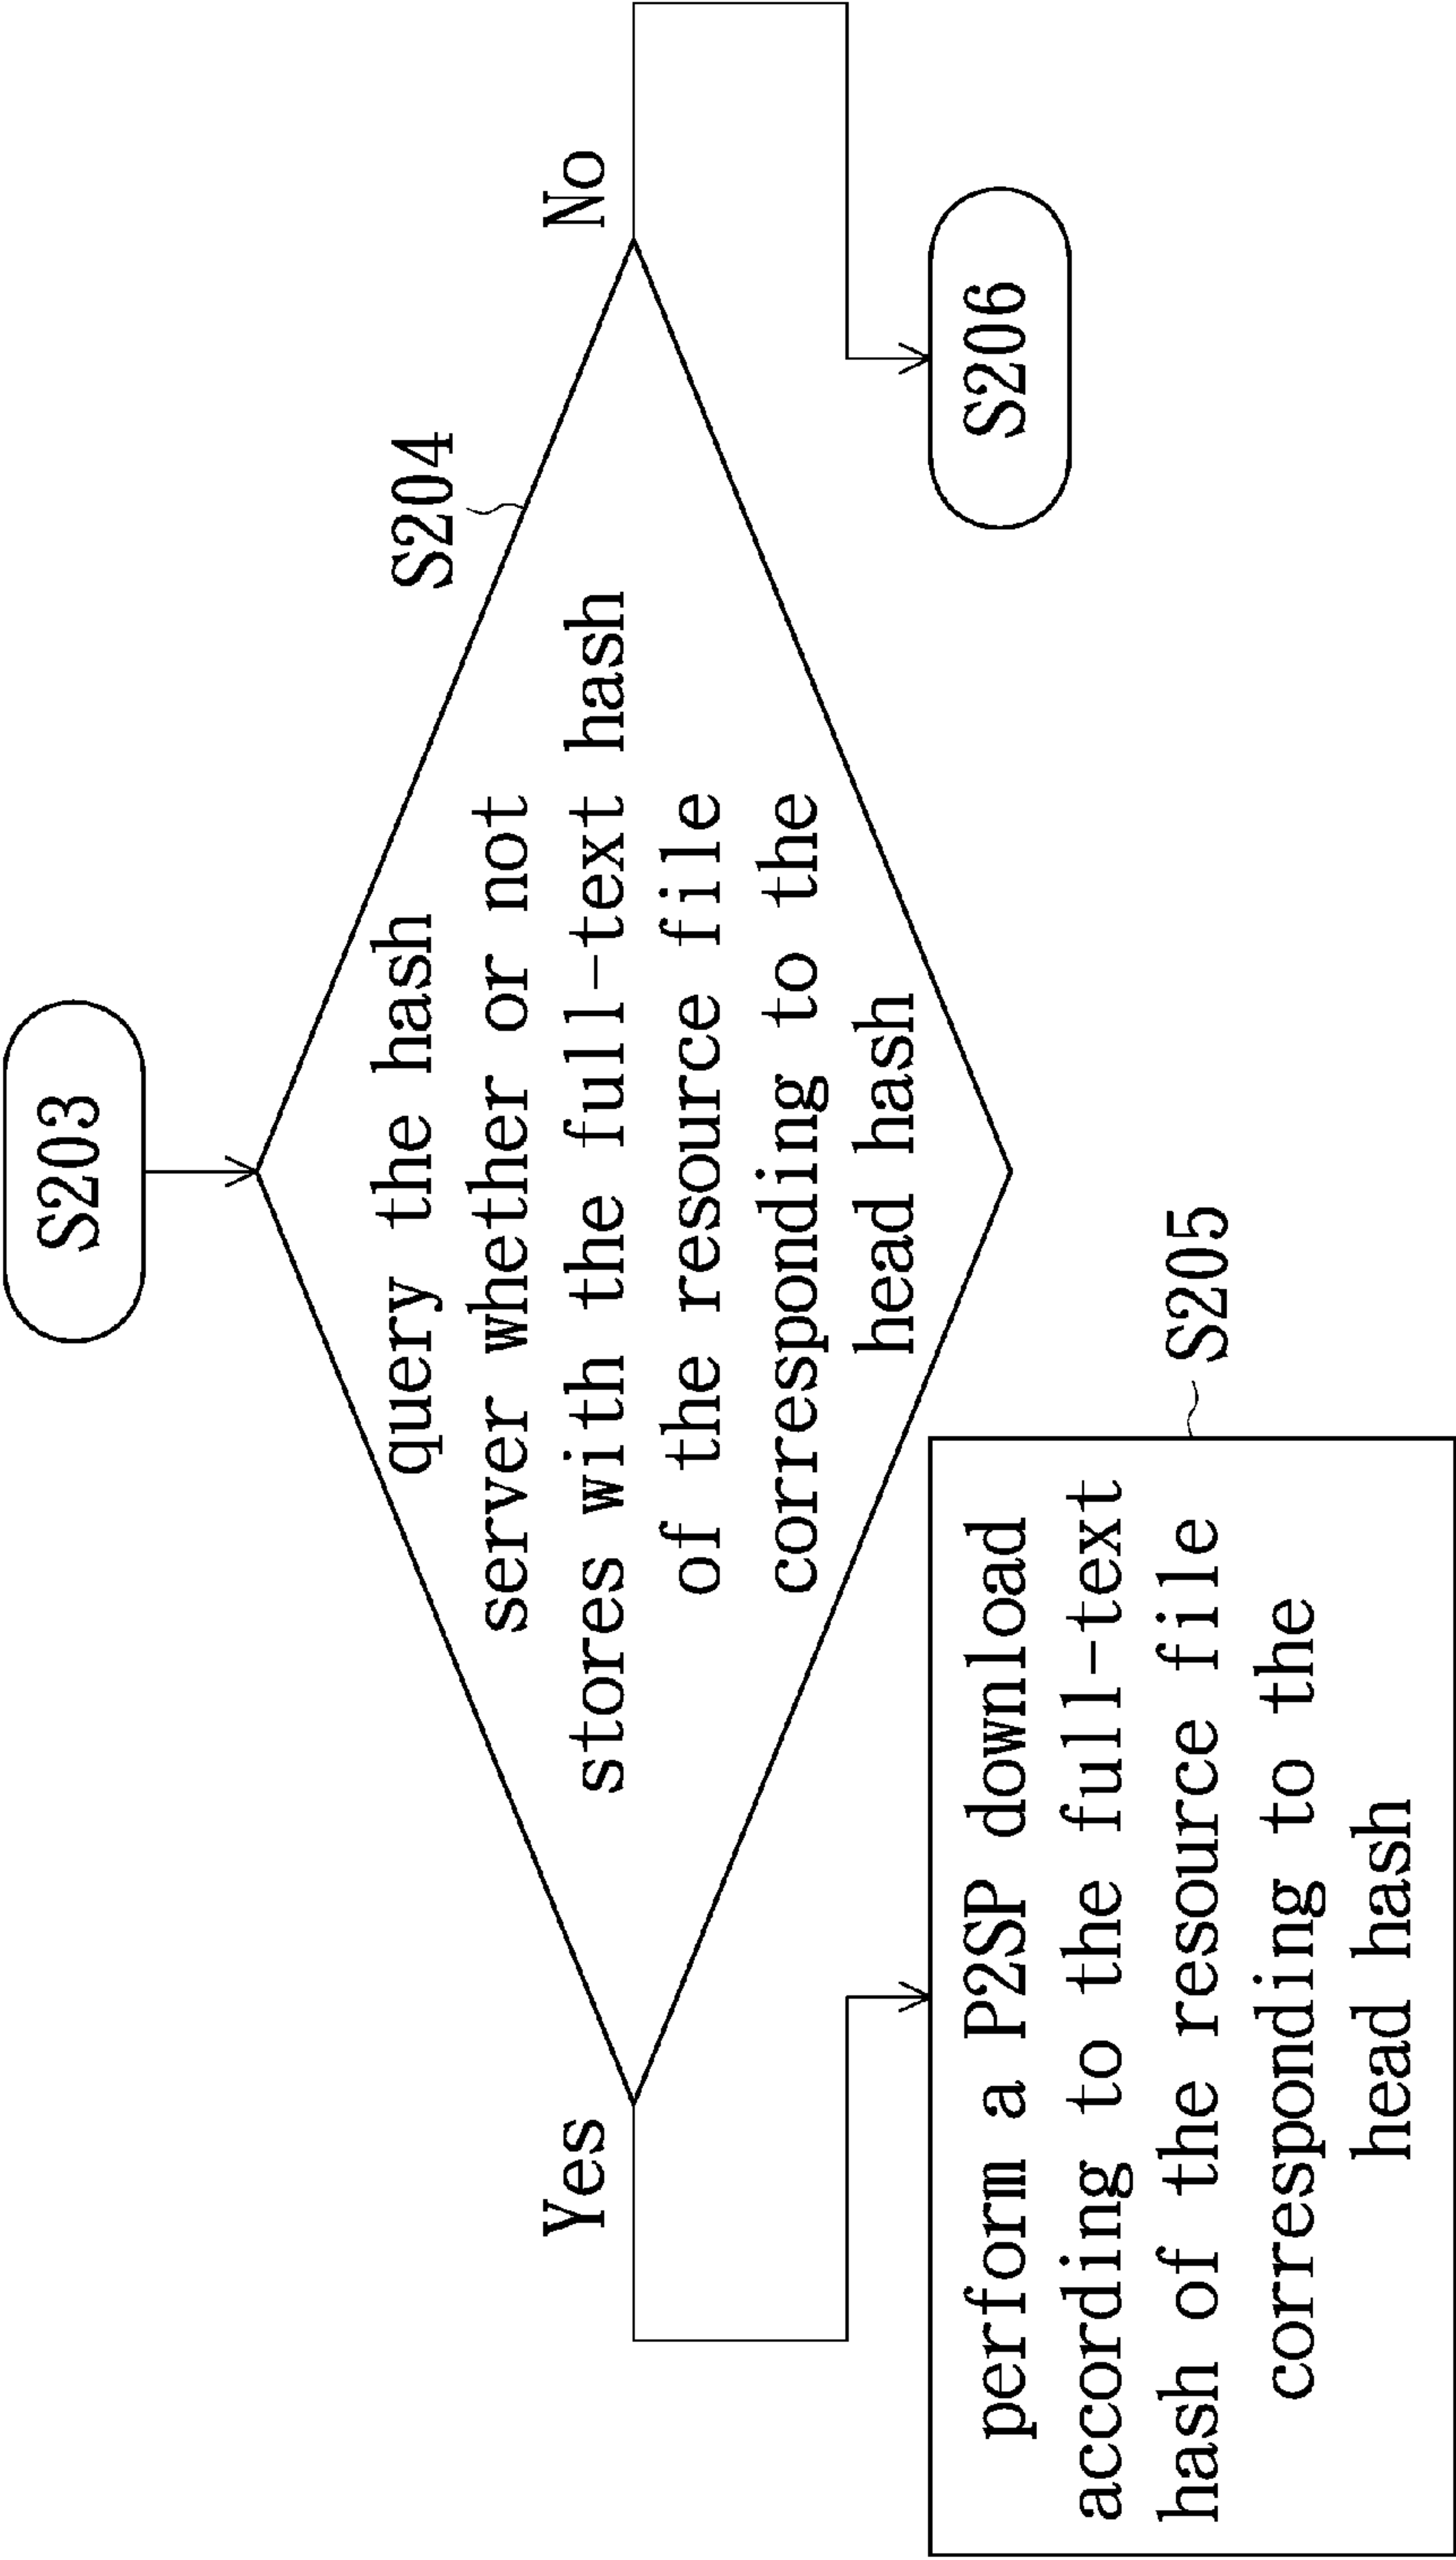 S203
S204
query the hash
server whether or not
stores with the full-text hash
of the resource file
corresponding to the
head hash
Yes
No
S205
perform a P2SP download
according to the full-text
hash of the resource file
corresponding to the
head hash
S206